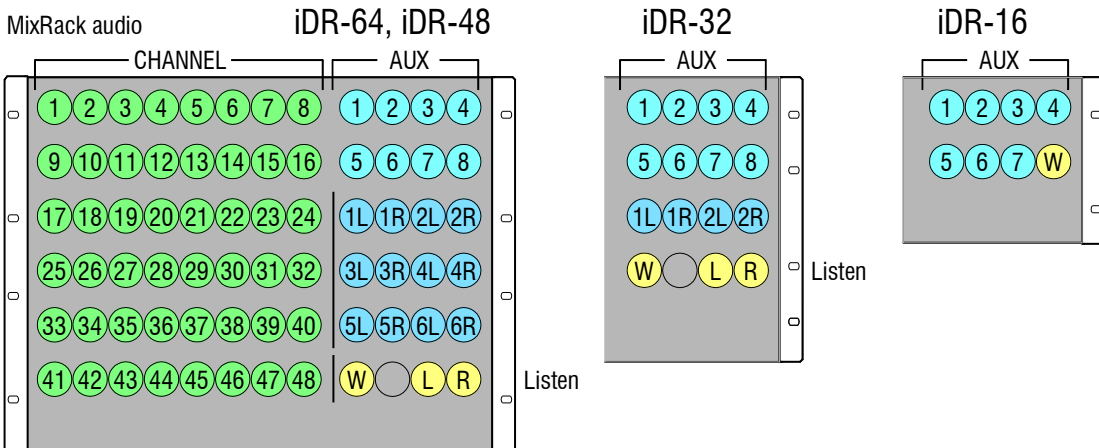 MixRack audio iDR-64, iDR-48 iDR-32 iDR-16
CHANNEL AUX AUX AUX
1 2 3 4 5 6 7 8 1 2 3 4 1 2 3 4 1 2 3 4
9 10 11 12 13 14 15 16 5 6 7 8 5 6 7 8 5 6 7 W
17 18 19 20 21 22 23 24 1L 1R 2L 2R 1L 1R 2L 2R
25 26 27 28 29 30 31 32 3L 3R 4L 4R W L R Listen
33 34 35 36 37 38 39 40 5L 5R 6L 6R
41 42 43 44 45 46 47 48 W L R Listen